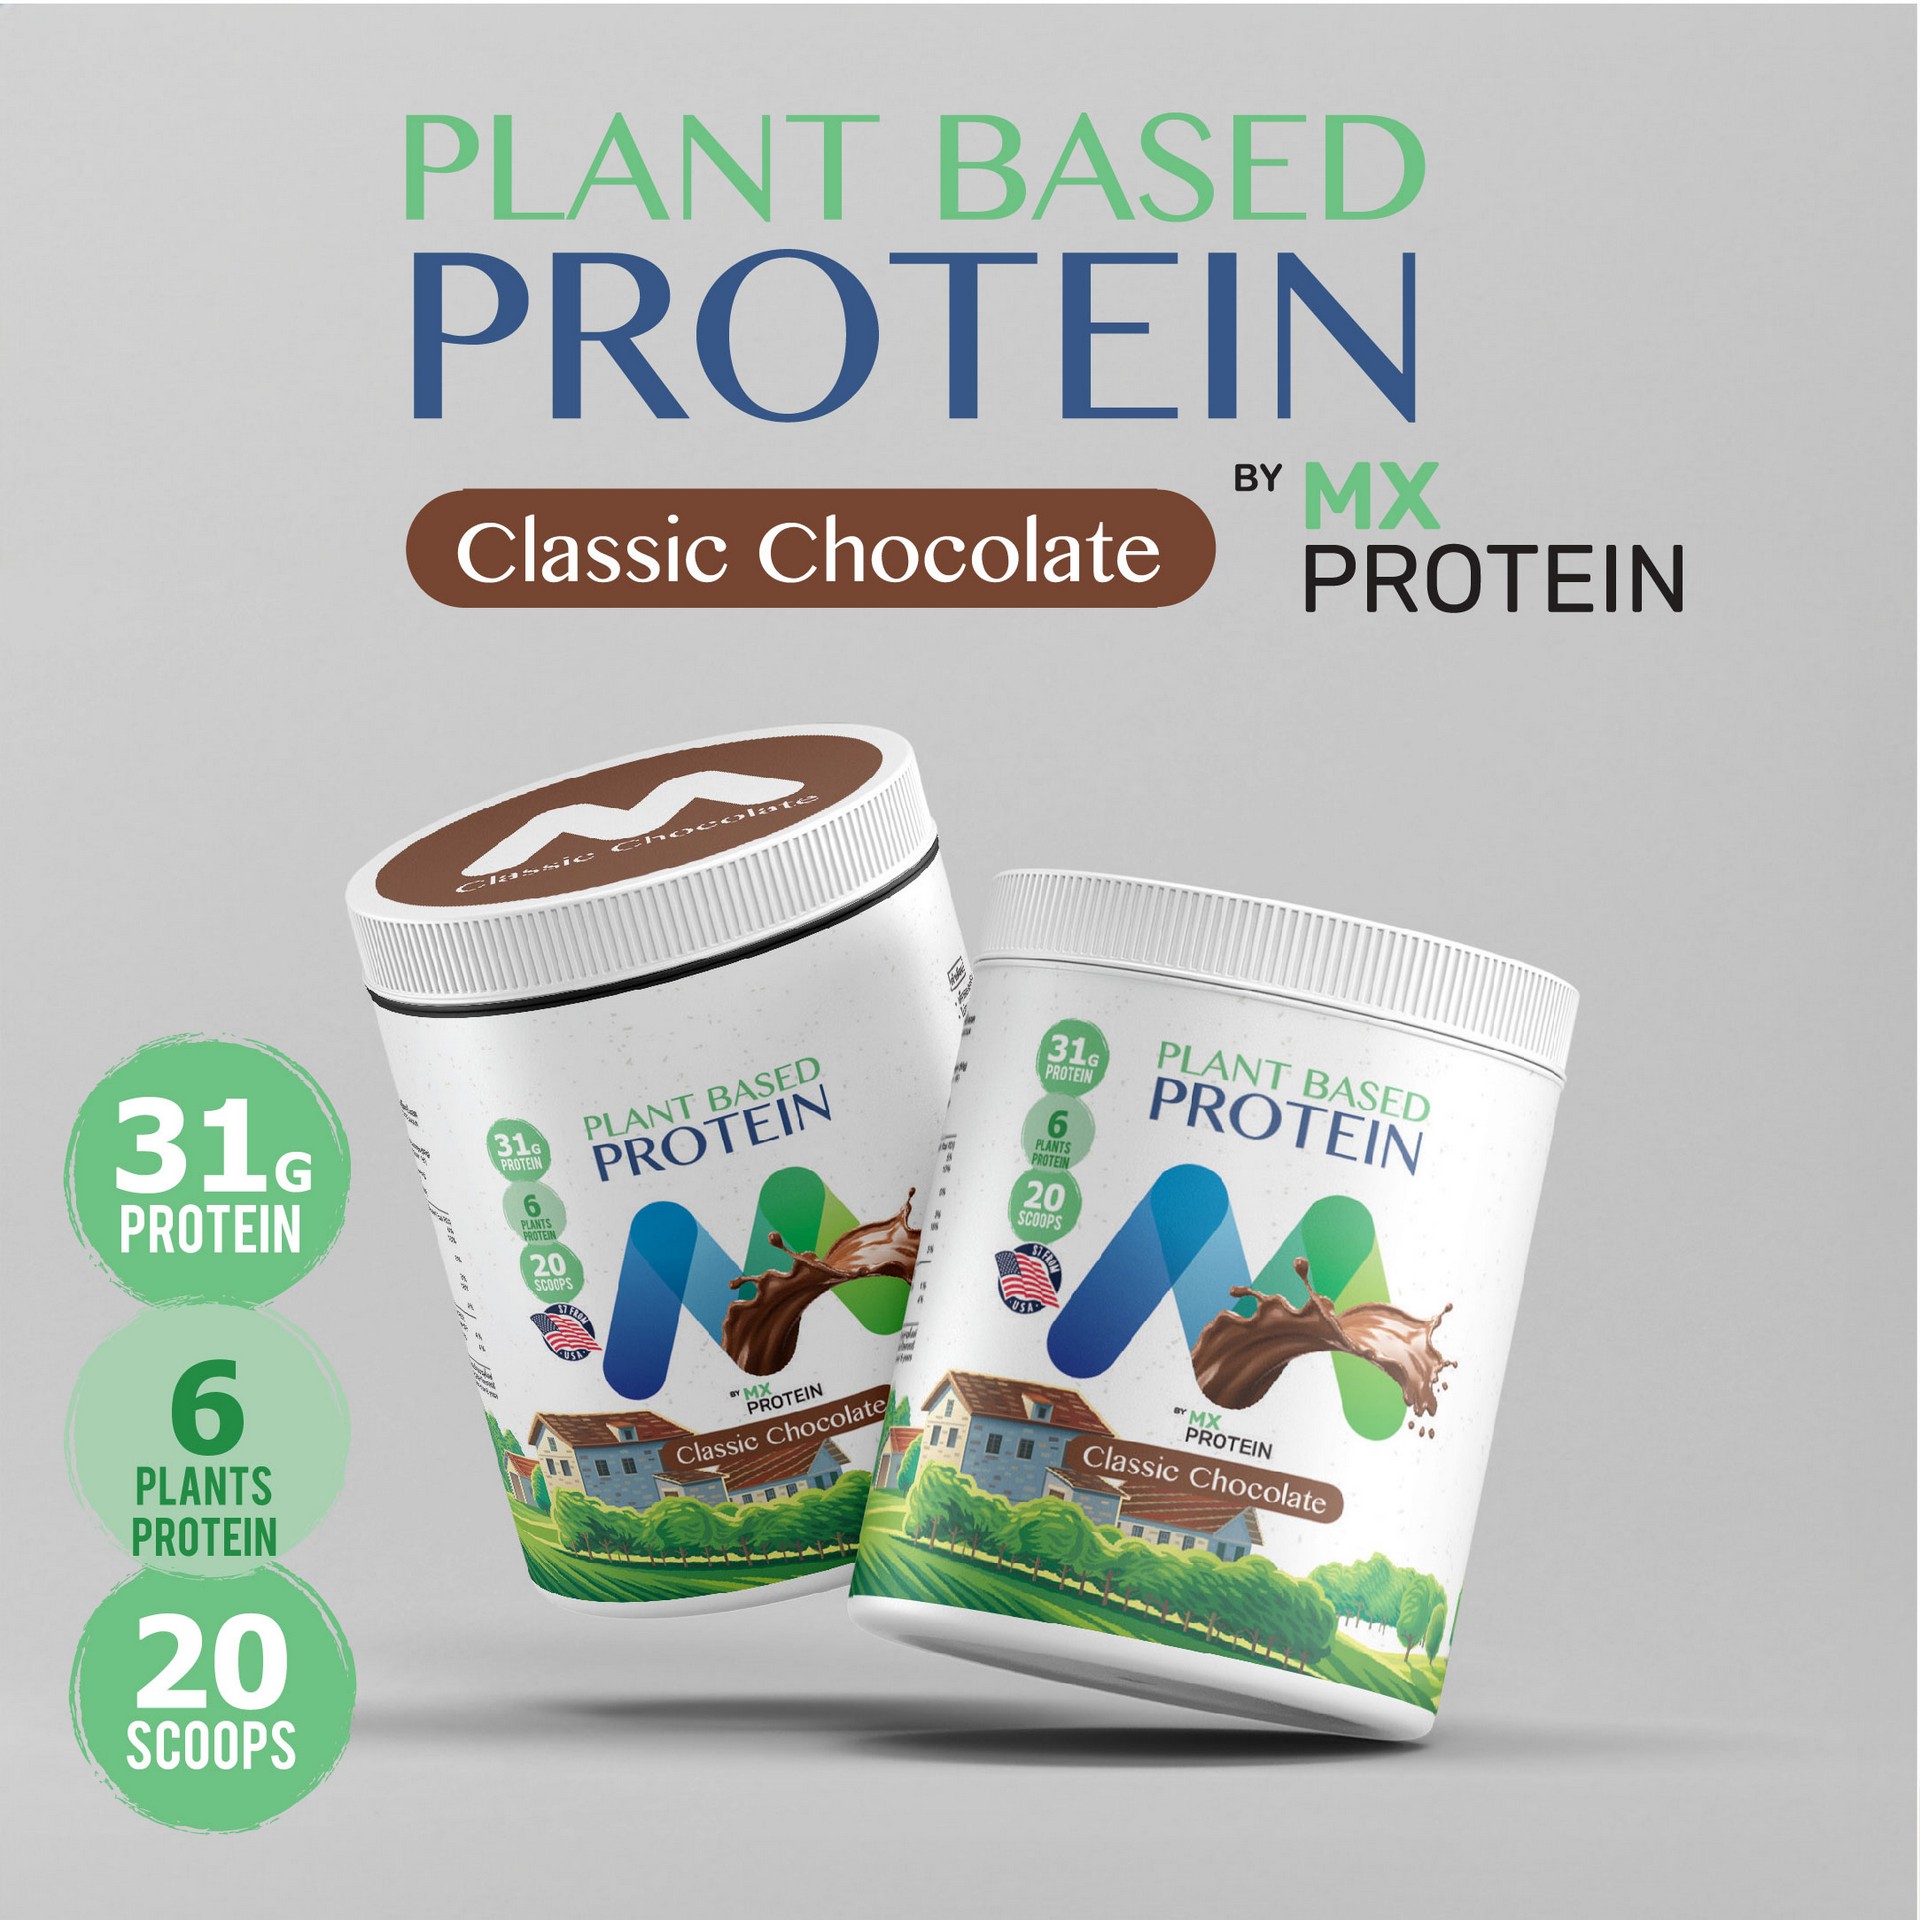 PLANT BASED
PROTEIN
Classic Chocolate
BY MX
PROTEIN
31G
PROTEIN
6
PLANTS
PROTEIN
20
SCOOPS
Classic Chocolate
PLANT BASED
PROTEIN
31G
PROTEIN
6
PLANTS
PROTEIN
20
SCOOPS
USA
BY MX
PROTEIN
Classic Chocolate
31G
PROTEIN
6
PLANTS
PROTEIN
20
SCOOPS
PLANT BASED
PROTEIN
USA
BY MX
PROTEIN
Classic Chocolate